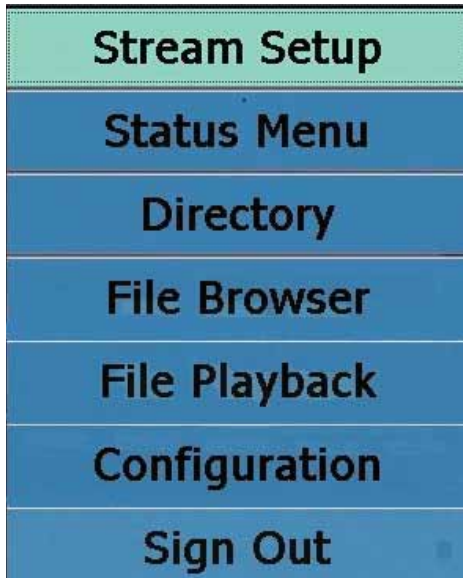 Stream Setup
Status Menu
Directory
File Browser
File Playback
Configuration
Sign Out